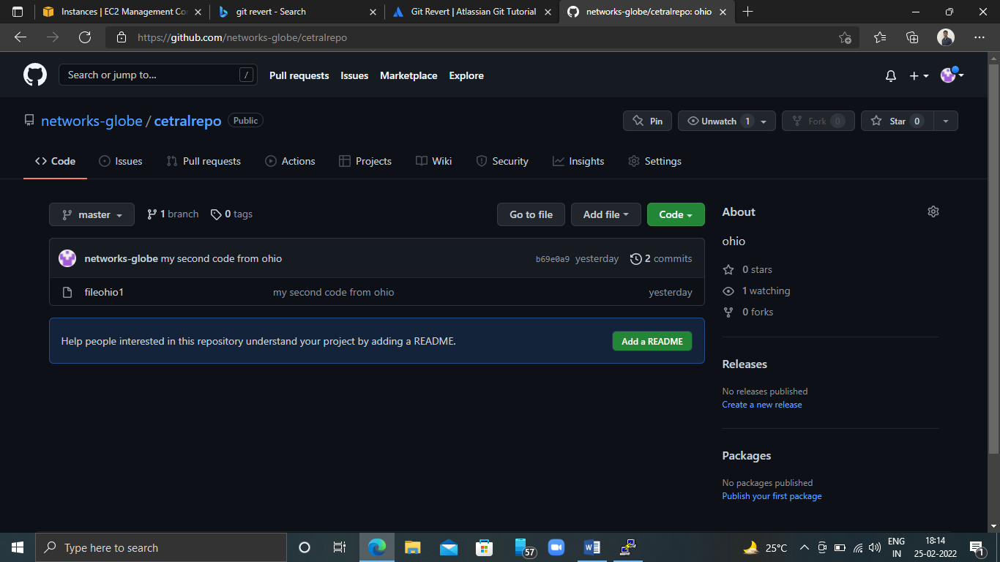 Instances | EC2 Management Co
git revert - Search
Git Revert | Atlassian Git Tutorial
networks-globe/cetralrepo: ohio
https://github.com/networks-globe/cetralrepo
Search or jump to...
/
Pull requests
Issues
Marketplace
Explore
networks-globe / cetralrepo
Public
Pin
Unwatch 1
Fork 0
Star 0
Code
Issues
Pull requests
Actions
Projects
Wiki
Security
Insights
Settings
master
1 branch
0 tags
Go to file
Add file
Code
networks-globe my second code from ohio
b69e0a9 yesterday
2 commits
fileohio1
my second code from ohio
yesterday
Help people interested in this repository understand your project by adding a README.
Add a README
About
ohio
0 stars
1 watching
0 forks
Releases
No releases published
Create a new release
Packages
No packages published
Publish your first package
Type here to search
57
25°C
ENG
IN
18:14
25-02-2022
1